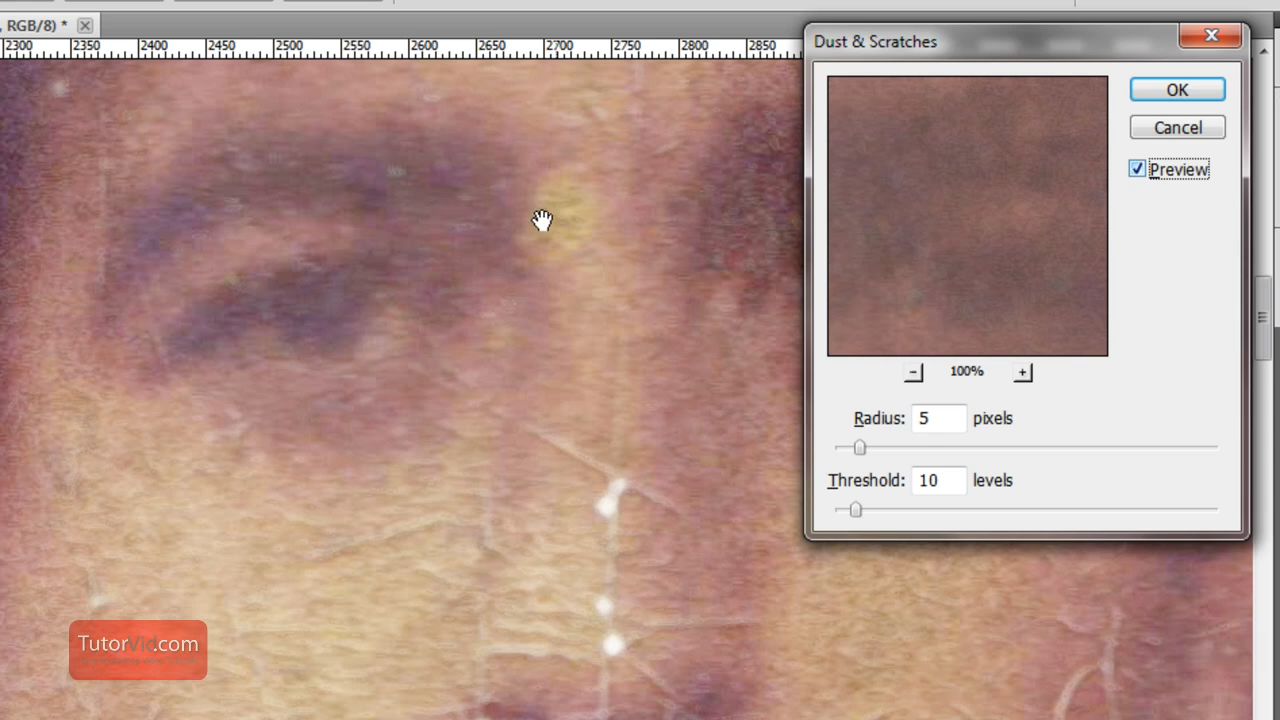 , RGB/8) *
2300 2350 2400 2450 2500 2550 2600 2650 2700 2750 2800 2850
Dust & Scratches
OK
Cancel
Preview
100%
Radius: 5 pixels
Threshold: 10 levels
TutorVid.com